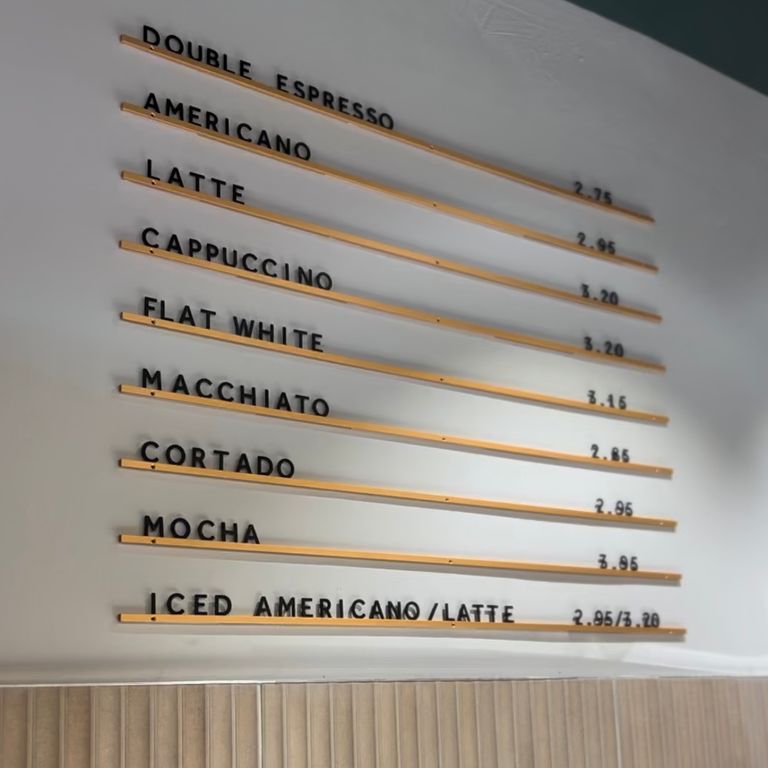 DOUBLE ESPRESSO 2.75
AMERICANO 2.95
LATTE 3.20
CAPPUCCINO 3.20
FLAT WHITE 3.15
MACCHIATO 2.85
CORTADO 2.95
MOCHA 3.95
ICED AMERICANO/LATTE 2.95/3.20